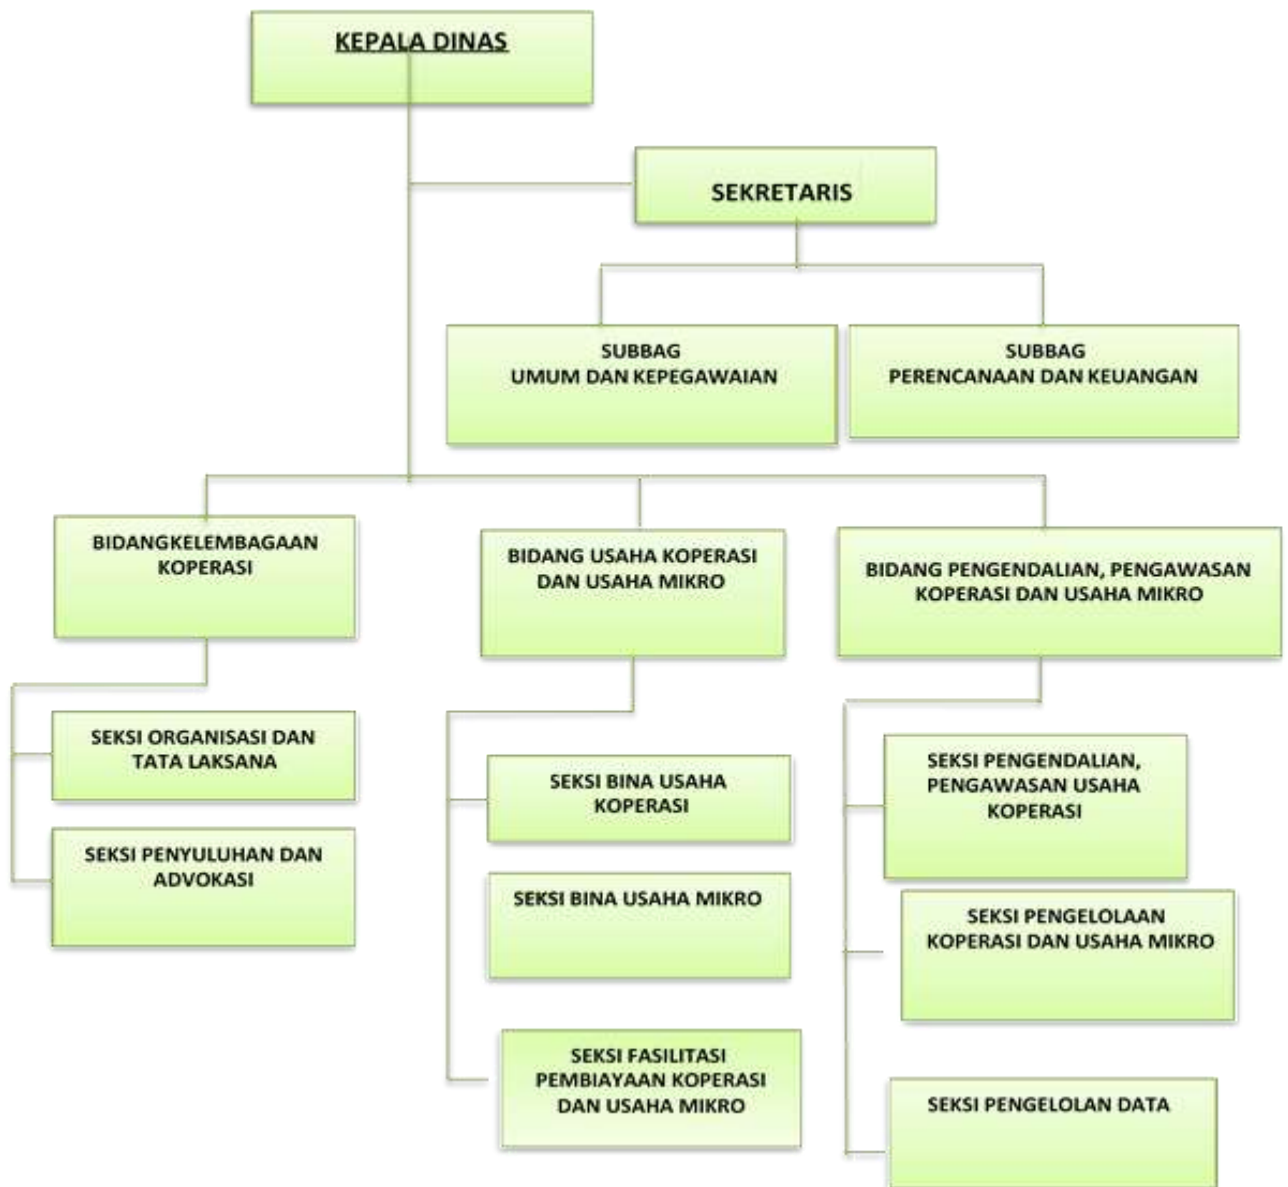 KEPALA DINAS
SEKRETARIS
SUBBAG
UMUM DAN KEPEGAWAIAN
SUBBAG
PERENCANAAN DAN KEUANGAN
BIDANGKELEMBAGAAN
KOPERASI
BIDANG USAHA KOPERASI
DAN USAHA MIKRO
BIDANG PENGENDALIAN, PENGAWASAN
KOPERASI DAN USAHA MIKRO
SEKSI ORGANISASI DAN
TATA LAKSANA
SEKSI PENYULUHAN DAN
ADVOKASI
SEKSI BINA USAHA
KOPERASI
SEKSI BINA USAHA MIKRO
SEKSI FASILITASI
PEMBIAYAAN KOPERASI
DAN USAHA MIKRO
SEKSI PENGENDALIAN,
PENGAWASAN USAHA
KOPERASI
SEKSI PENGELOLAAN
KOPERASI DAN USAHA MIKRO
SEKSI PENGELOLAN DATA